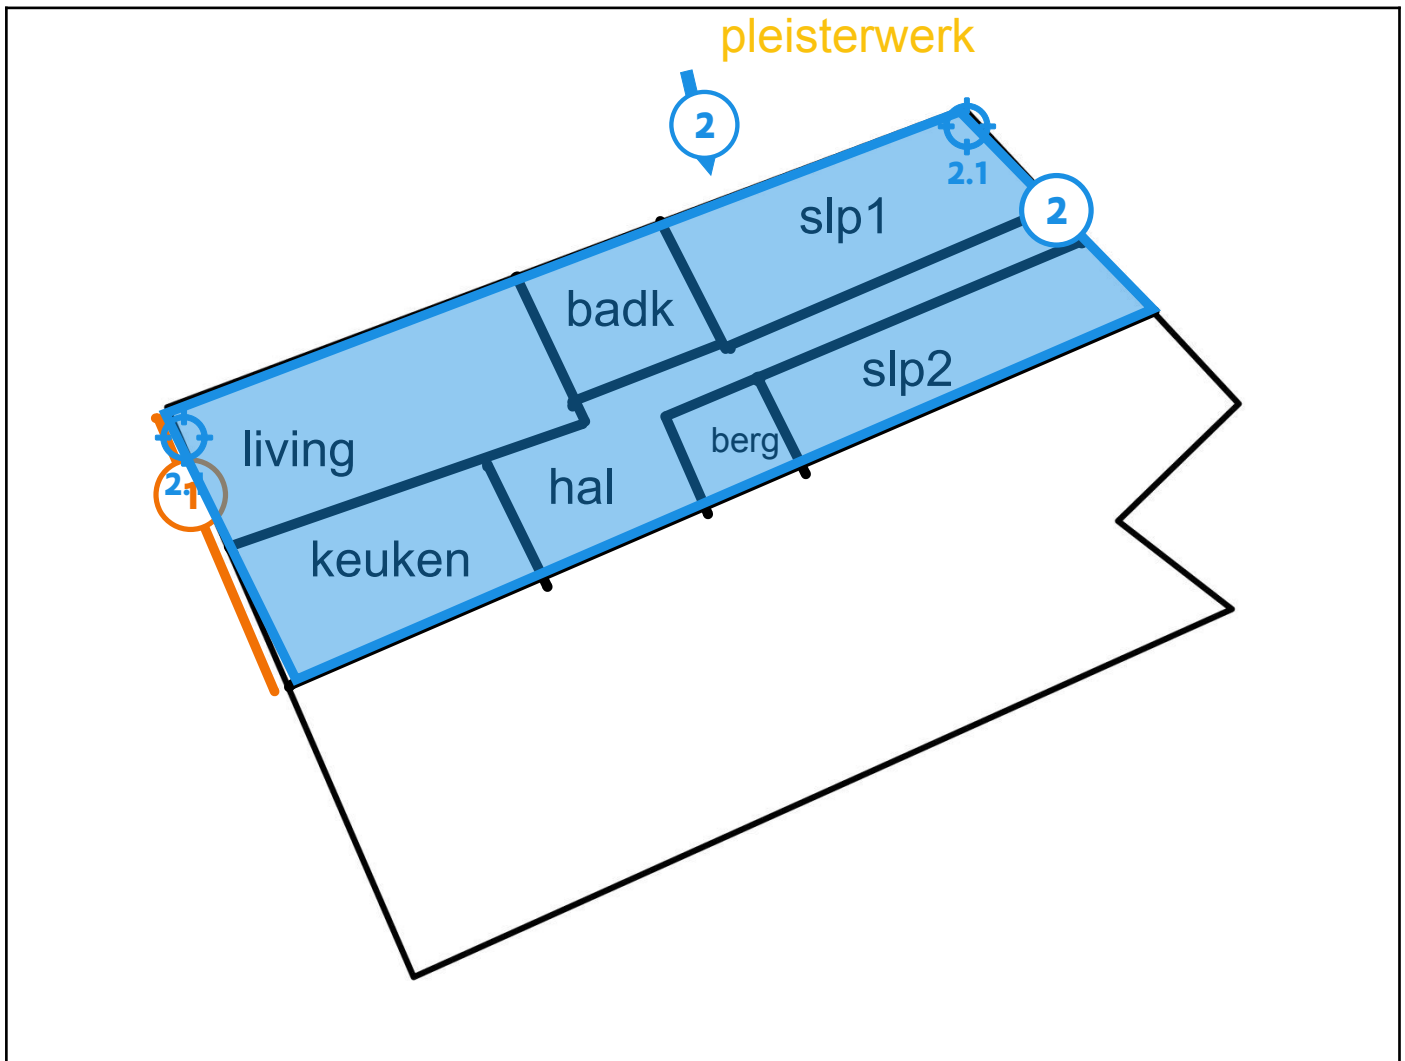 pleisterwerk
2
2.1
slp1
2
badk
slp2
living
berg
2.1
1
hal
keuken